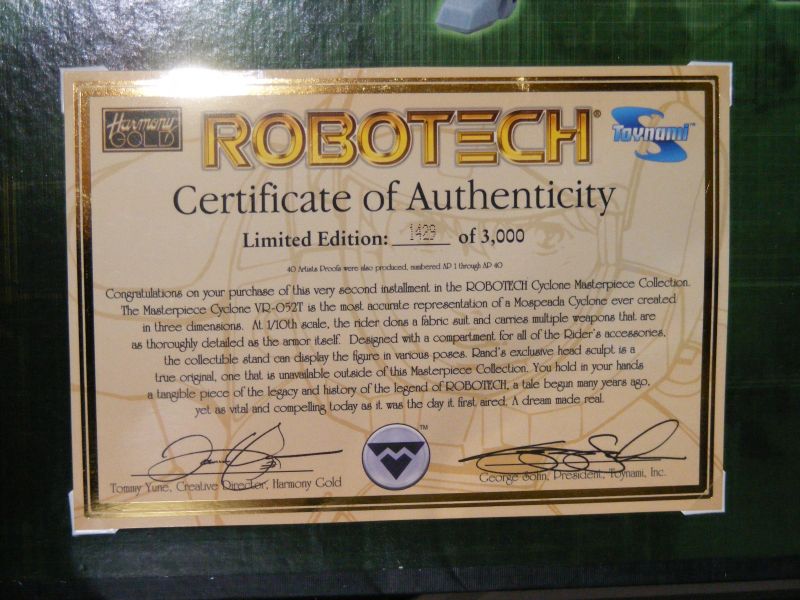 Harmony
GOLD
ROBOTECH®
Toynami™
Certificate of Authenticity
Limited Edition: 1429 of 3,000
40 Artists Proofs were also produced, numbered AP 1 through AP 40
Congratulations on your purchase of this very second installment in the ROBOTECH Cyclone Masterpiece Collection.
The Masterpiece Cyclone VR-052T is the most accurate representation of a Mospeada Cyclone ever created
in three dimensions. At 1/10th scale, the rider dons a fabric suit and carries multiple weapons that are
as thoroughly detailed as the armor itself. Designed with a compartment for all of the Rider's accessories,
the collectible stand can display the figure in various poses. Rand's exclusive head sculpt is a
true original, one that is unavailable outside of this Masterpiece Collection. You hold in your hands
a tangible piece of the legacy and history of the legend of ROBOTECH, a tale begun many years ago,
yet as vital and compelling today as it was the day it first aired. A dream made real.
TM
Tommy Yune, Creative Director, Harmony Gold
George Sohn, President, Toynami, Inc.